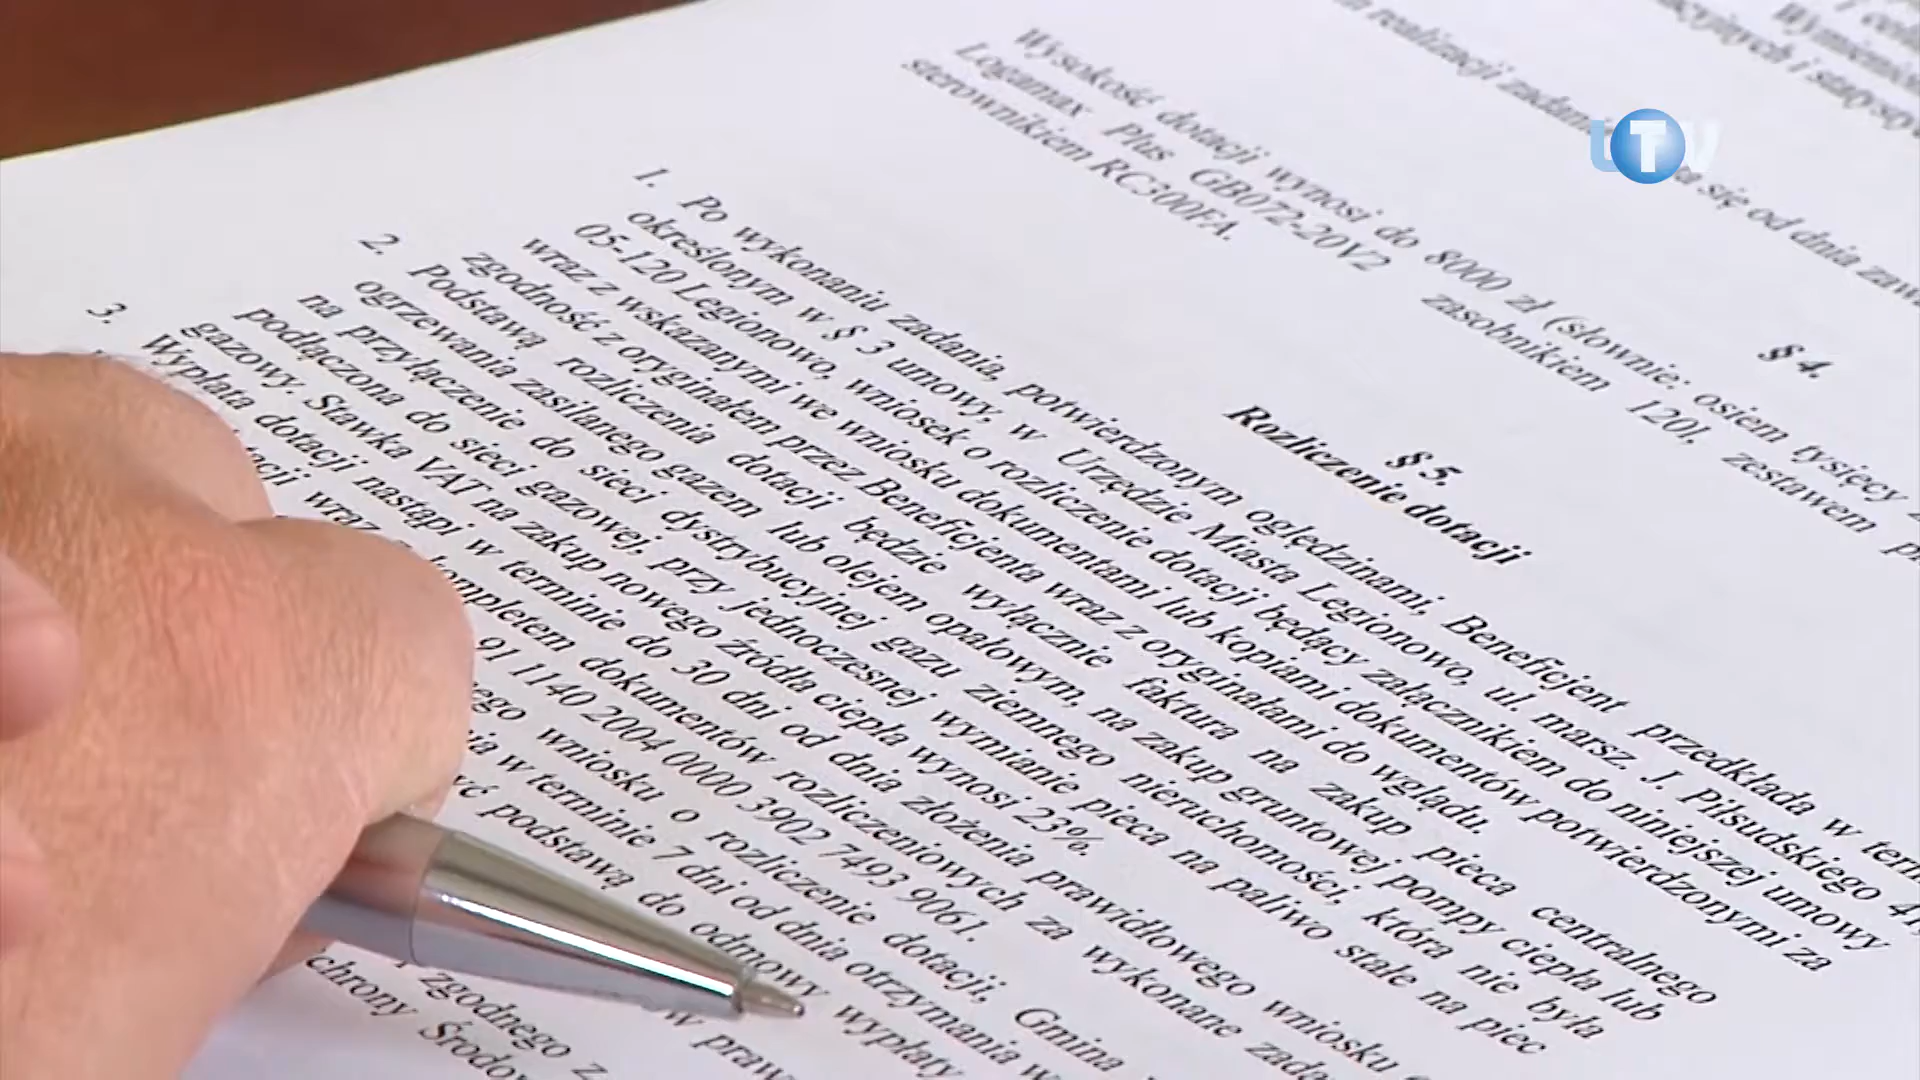 realizacji zadania się od dnia
§ 4.
Wysokość dotacji wynosi do 8000 zł (słownie: osiem tysięcy
Logamax Plus GB072-20V2 zasobnikiem 120l, zestawem
sterownikiem RC300FA.
§ 5.
Rozliczenie dotacji
1. Po wykonaniu zadania, potwierdzonym oględzinami, Beneficjent przedkłada w
określonym w § 3 umowy, w Urzędzie Miasta Legionowo, ul. marsz. J. Piłsudskiego 41,
05-120 Legionowo, wniosek o rozliczenie dotacji będący załącznikiem do niniejszej umowy
wraz z wskazanymi we wniosku dokumentami lub kopiami dokumentów potwierdzonymi za
zgodność z oryginałem przez Beneficjenta wraz z oryginałami do wglądu.
2. Podstawą rozliczenia dotacji będzie wyłącznie faktura na zakup pieca centralnego
ogrzewania zasilanego gazem lub olejem opałowym, na zakup gruntowej pompy ciepła lub
na przyłączenie do sieci dystrybucyjnej gazu ziemnego nieruchomości, która nie była
podłączona do sieci gazowej, przy jednoczesnej wymianie pieca na paliwo stałe na piec
gazowy. Stawka VAT na zakup nowego źródła ciepła wynosi 23%.
3. Wypłata dotacji nastąpi w terminie do 30 dni od dnia złożenia prawidłowego wniosku
wraz kompletem dokumentów rozliczeniowych za wykonane
91 1140 2004 0000 3902 7493 9061.
wniosku o rozliczenie dotacji, Gmina
w terminie 7 dni od dnia otrzymania
podstawą do odmowy wypłaty
zgodnego z
UTV